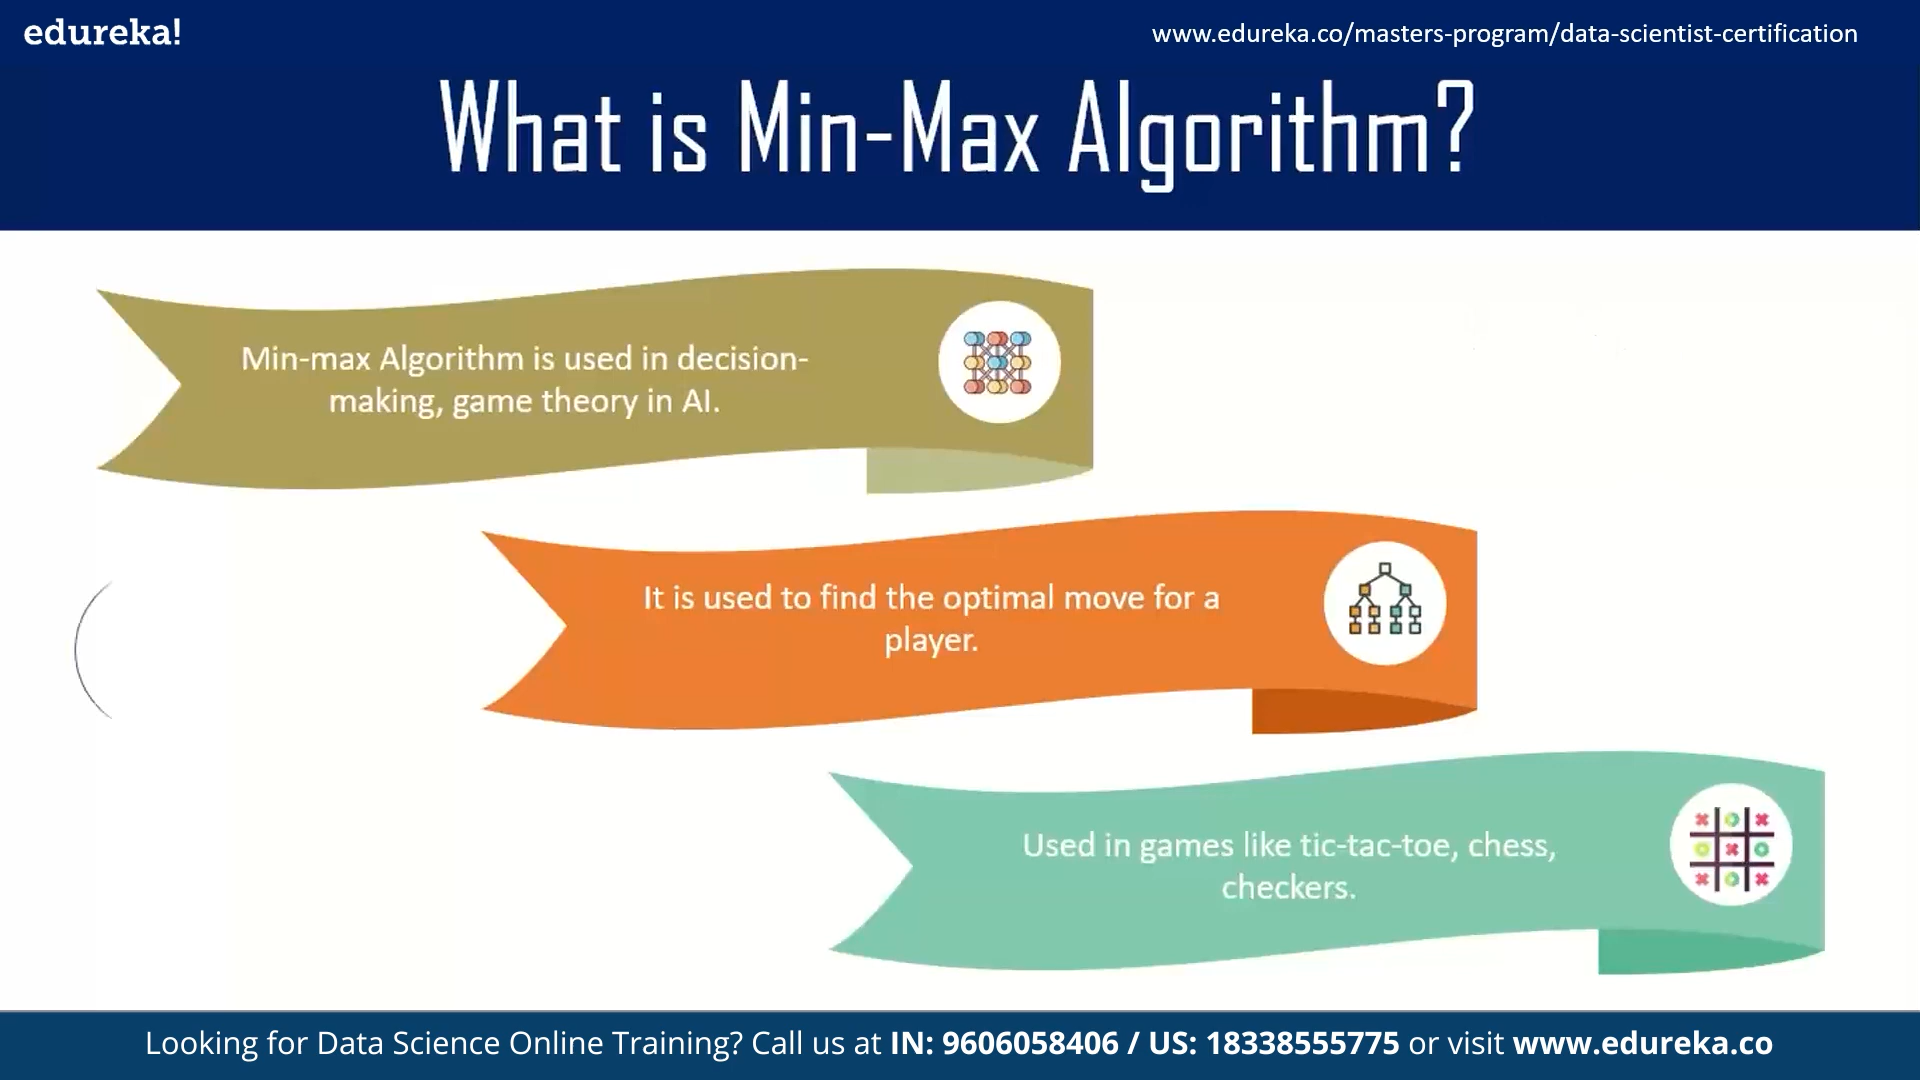 edureka!
www.edureka.co/masters-program/data-scientist-certification
What is Min-Max Algorithm?
Min-max Algorithm is used in decision-
making, game theory in AI.
It is used to find the optimal move for a
player.
Used in games like tic-tac-toe, chess,
checkers.
Looking for Data Science Online Training? Call us at IN: 9606058406 / US: 18338555775 or visit www.edureka.co